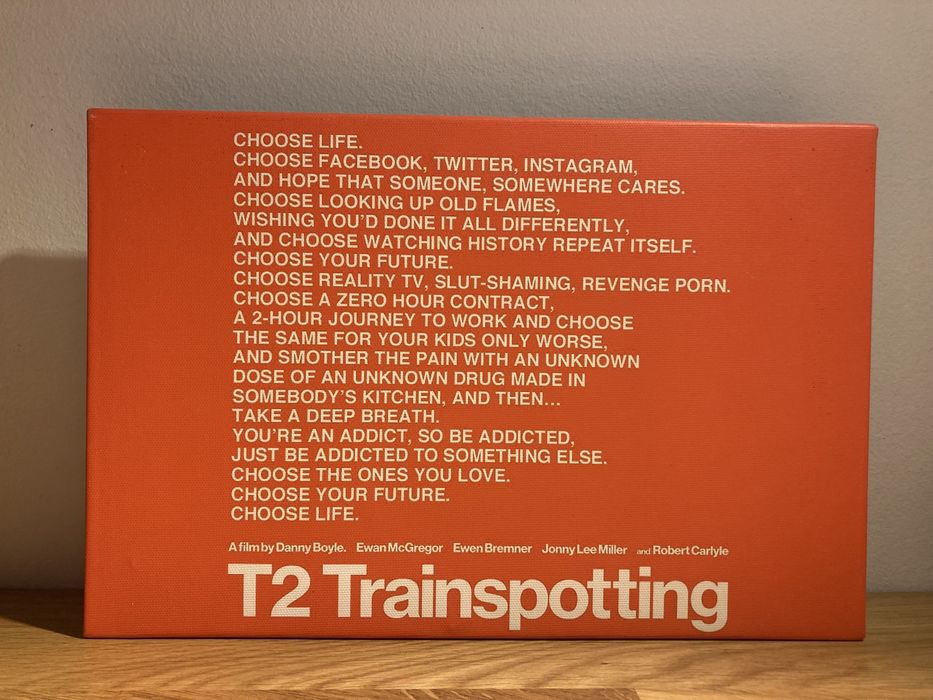 CHOOSE LIFE.
CHOOSE FACEBOOK, TWITTER, INSTAGRAM,
AND HOPE THAT SOMEONE, SOMEWHERE CARES.
CHOOSE LOOKING UP OLD FLAMES,
WISHING YOU'D DONE IT ALL DIFFERENTLY,
AND CHOOSE WATCHING HISTORY REPEAT ITSELF.
CHOOSE YOUR FUTURE.
CHOOSE REALITY TV, SLUT-SHAMING, REVENGE PORN.
CHOOSE A ZERO HOUR CONTRACT,
A 2-HOUR JOURNEY TO WORK AND CHOOSE
THE SAME FOR YOUR KIDS ONLY WORSE,
AND SMOTHER THE PAIN WITH AN UNKNOWN
DOSE OF AN UNKNOWN DRUG MADE IN
SOMEBODY'S KITCHEN, AND THEN...
TAKE A DEEP BREATH.
YOU'RE AN ADDICT, SO BE ADDICTED,
JUST BE ADDICTED TO SOMETHING ELSE.
CHOOSE THE ONES YOU LOVE.
CHOOSE YOUR FUTURE.
CHOOSE LIFE.
A film by Danny Boyle. Ewan McGregor Ewen Bremner Jonny Lee Miller and Robert Carlyle
T2 Trainspotting